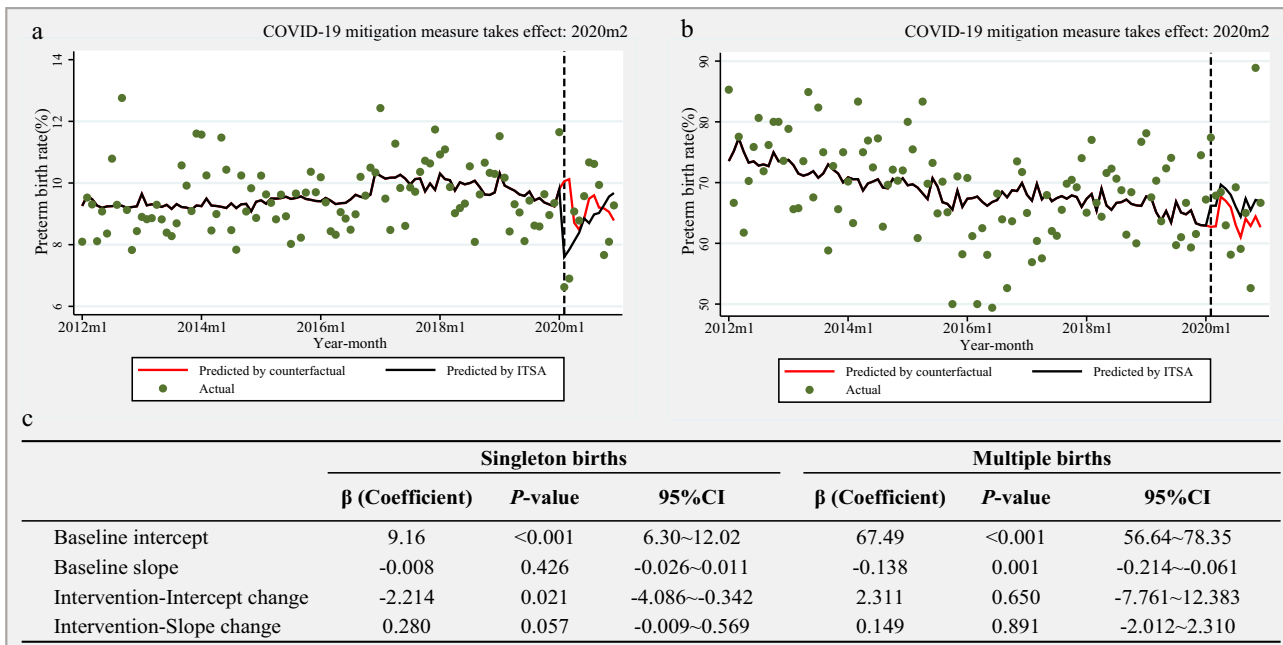 a
COVID-19 mitigation measure takes effect: 2020m2
Preterm birth rate(%)
14
12
10
8
6
2012m1 2014m1 2016m1 2018m1 2020m1
Year-month
Predicted by counterfactual Predicted by ITSA
Actual
b
COVID-19 mitigation measure takes effect: 2020m2
Preterm birth rate(%)
90
80
70
60
50
2012m1 2014m1 2016m1 2018m1 2020m1
Year-month
Predicted by counterfactual Predicted by ITSA
Actual
c
Singleton births Multiple births
β (Coefficient) P-value 95%CI β (Coefficient) P-value 95%CI
Baseline intercept 9.16 <0.001 6.30~12.02 67.49 <0.001 56.64~78.35
Baseline slope -0.008 0.426 -0.026~0.011 -0.138 0.001 -0.214~-0.061
Intervention-Intercept change -2.214 0.021 -4.086~-0.342 2.311 0.650 -7.761~12.383
Intervention-Slope change 0.280 0.057 -0.009~0.569 0.149 0.891 -2.012~2.310